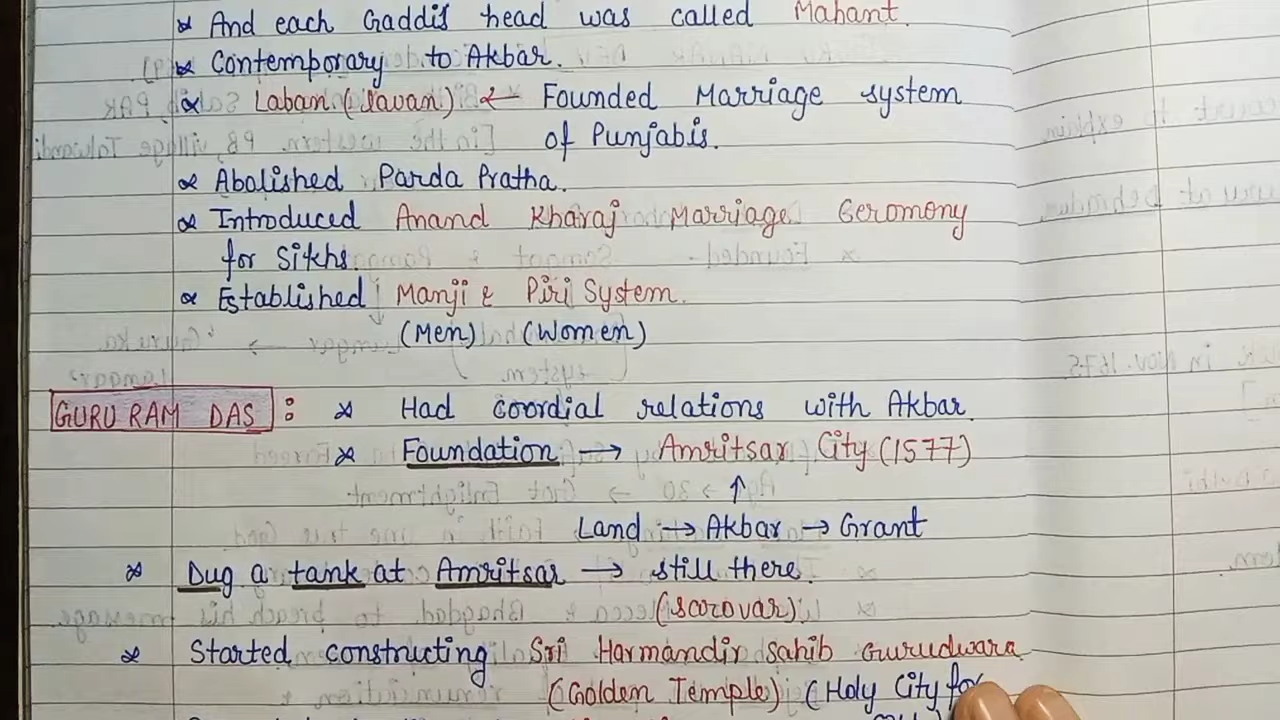 * And each Gaddis head was called Mahant.
* Contemporary to Akbar.
* Laban (Lavan) ← Founded Marriage system
of Punjabis.
* Abolished Parda Pratha.
* Introduced Anand Kharaj Marriage Ceromony
for Sikhs.
* Established Manji & Piri System.
(Men) (Women)
GURU RAM DAS : * Had coordial relations with Akbar.
* Foundation → Amritsar City (1577)
↑
Land → Akbar → Grant
* Dug a tank at Amritsar → still there.
(sarovar)
* Started constructing Sri Harmandir Sahib Gurudwara
(Golden Temple) (Holy City for